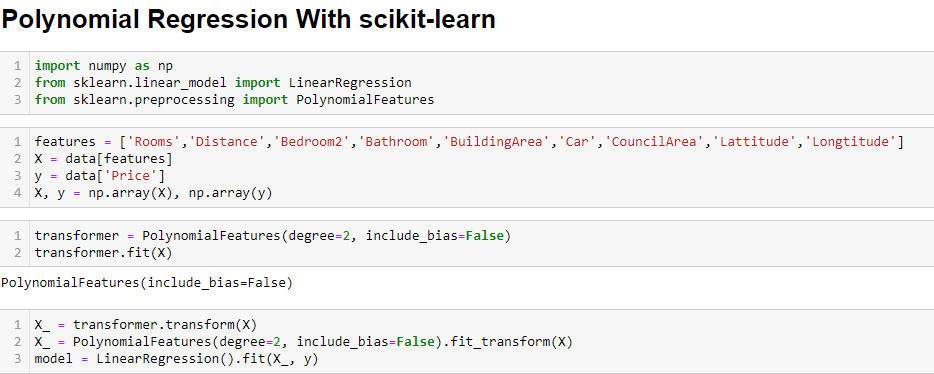 Polynomial Regression With scikit-learn
1 import numpy as np
2 from sklearn.linear_model import LinearRegression
3 from sklearn.preprocessing import PolynomialFeatures
1 features = ['Rooms','Distance','Bedroom2','Bathroom','BuildingArea','Car','CouncilArea','Lattitude','Longtitude']
2 X = data[features]
3 y = data['Price']
4 X, y = np.array(X), np.array(y)
1 transformer = PolynomialFeatures(degree=2, include_bias=False)
2 transformer.fit(X)
PolynomialFeatures(include_bias=False)
1 X_ = transformer.transform(X)
2 X_ = PolynomialFeatures(degree=2, include_bias=False).fit_transform(X)
3 model = LinearRegression().fit(X_, y)